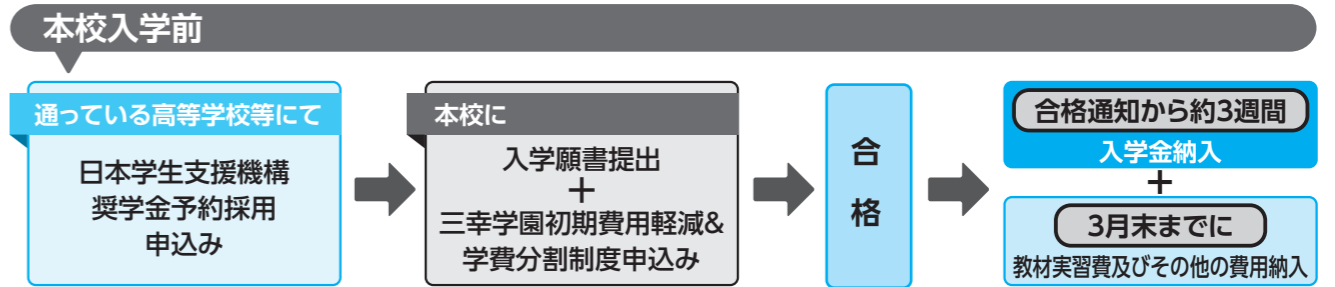 本校入学前
通っている高等学校等にて
日本学生支援機構
奨学金予約採用
申込み
本校に
入学願書提出
+
三幸学園初期費用軽減&
学費分割制度申込み
合
格
合格通知から約3週間
入学金納入
+
3月末までに
教材実習費及びその他の費用納入